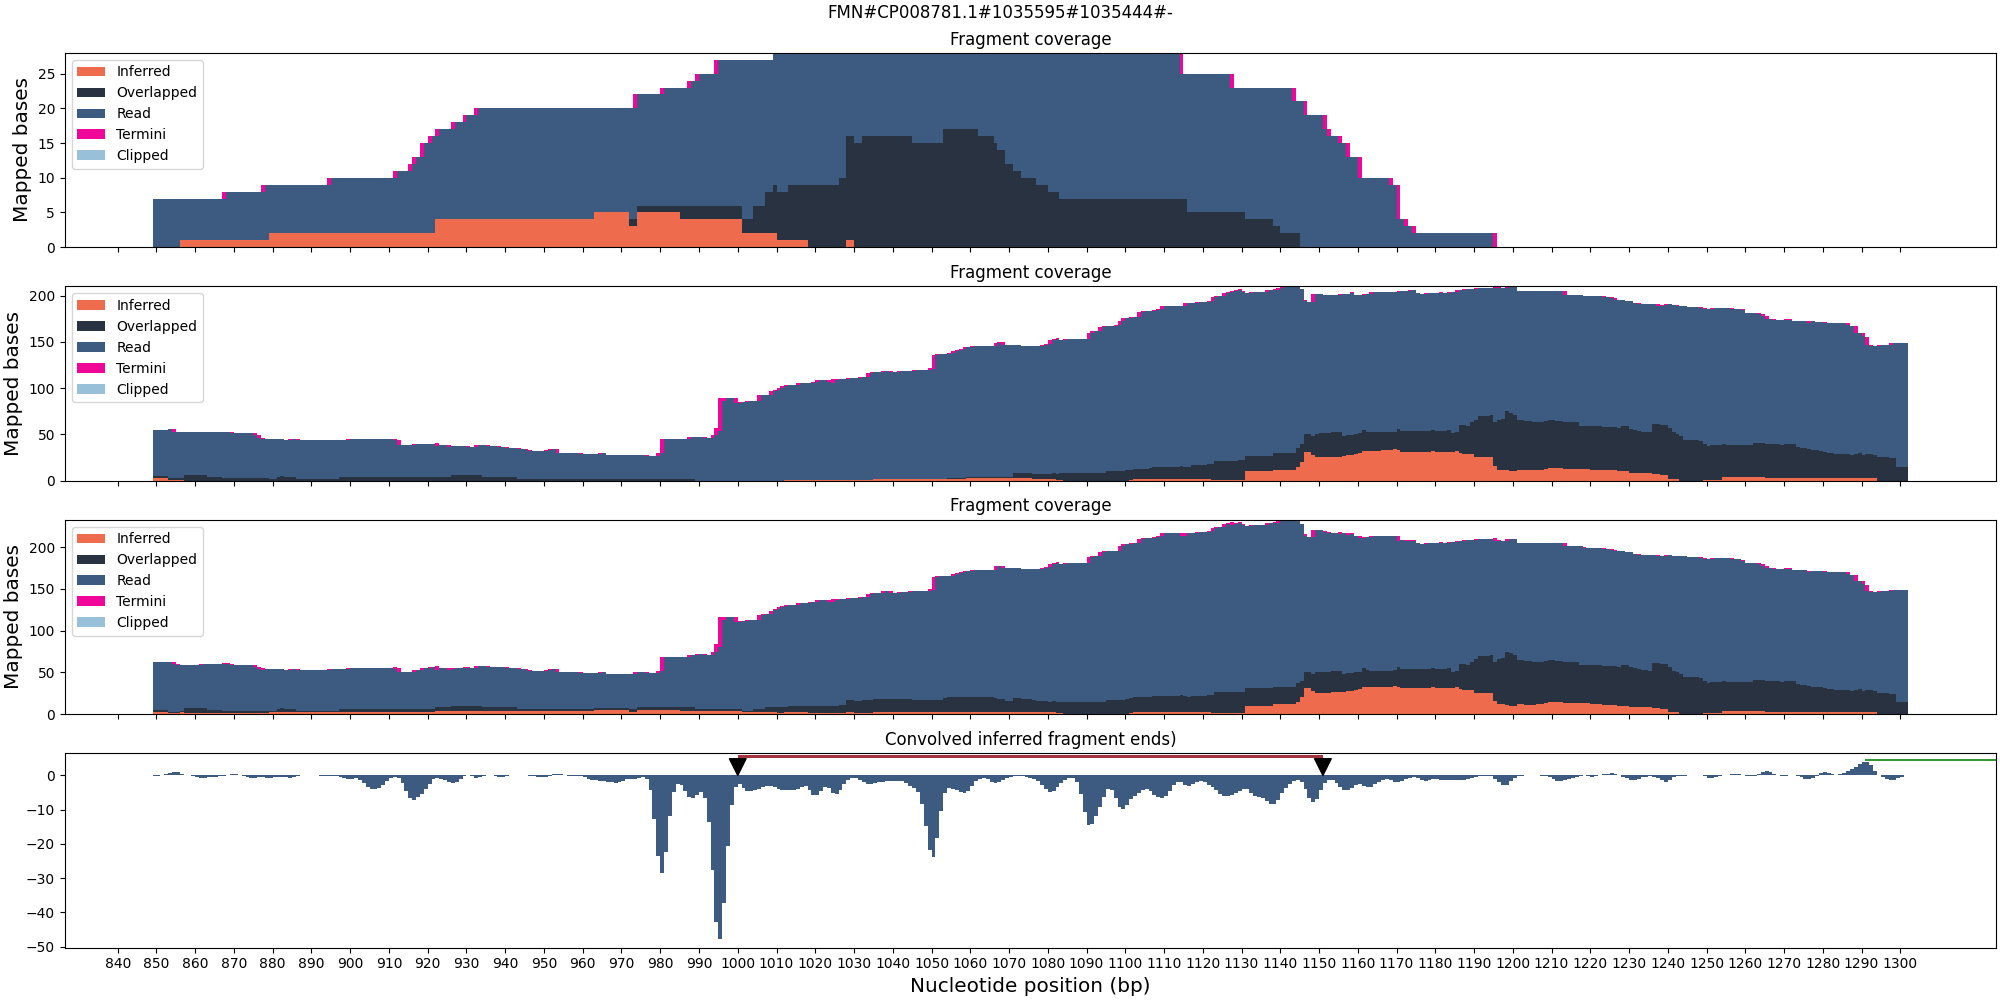 FMN#CP008781.1#1035595#1035444#-
Fragment coverage
Mapped bases
25
20
15
10
5
0
Inferred
Overlapped
Read
Termini
Clipped
Fragment coverage
Mapped bases
200
150
100
50
0
Inferred
Overlapped
Read
Termini
Clipped
Fragment coverage
Mapped bases
200
150
100
50
0
Inferred
Overlapped
Read
Termini
Clipped
Convolved inferred fragment ends)
0
−10
−20
−30
−40
−50
840 850 860 870 880 890 900 910 920 930 940 950 960 970 980 990 1000 1010 1020 1030 1040 1050 1060 1070 1080 1090 1100 1110 1120 1130 1140 1150 1160 1170 1180 1190 1200 1210 1220 1230 1240 1250 1260 1270 1280 1290 1300
Nucleotide position (bp)